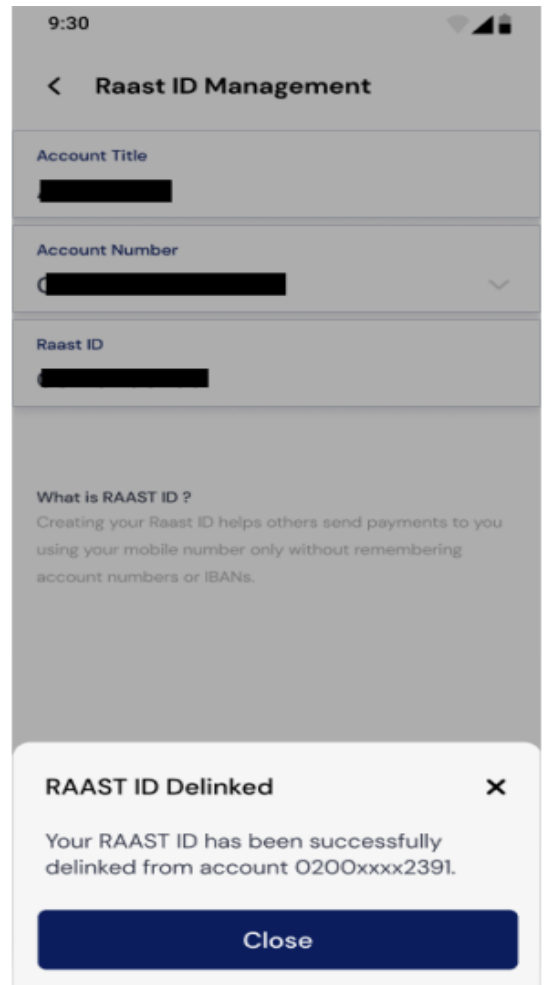 9:30
Raast ID Management
Account Title
Account Number
Raast ID
What is RAAST ID ?
Creating your Raast ID helps others send payments to you
using your mobile number only without remembering
account numbers or IBANs.
RAAST ID Delinked
Your RAAST ID has been successfully
delinked from account 0200xxxx2391.
Close